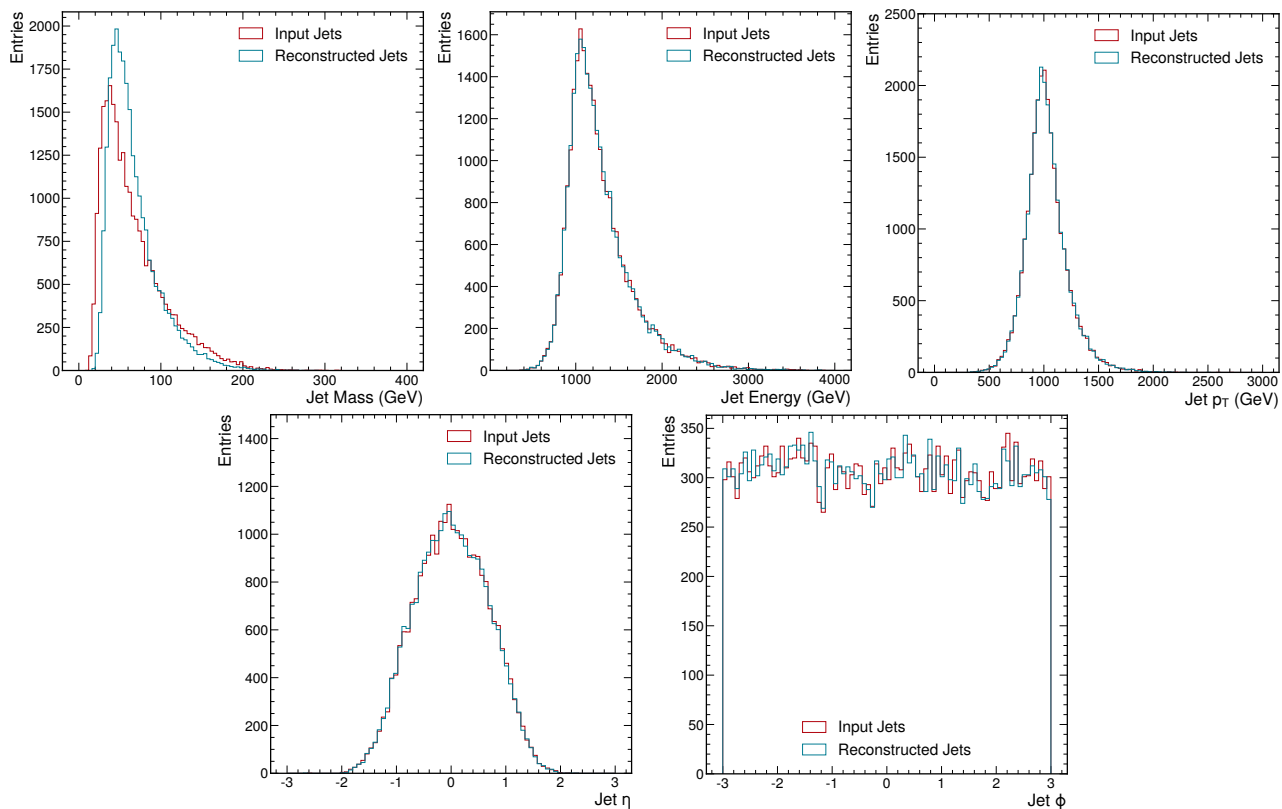 Entries
2000
1750
1500
1250
1000
750
500
250
0
Input Jets
Reconstructed Jets
0 100 200 300 400
Jet Mass (GeV)
Entries
1600
1400
1200
1000
800
600
400
200
0
Input Jets
Reconstructed Jets
1000 2000 3000 4000
Jet Energy (GeV)
Entries
2500
2000
1500
1000
500
0
Input Jets
Reconstructed Jets
0 500 1000 1500 2000 2500 3000
Jet pT (GeV)
Entries
1400
1200
1000
800
600
400
200
0
Input Jets
Reconstructed Jets
-3 -2 -1 0 1 2 3
Jet η
Entries
350
300
250
200
150
100
50
0
Input Jets
Reconstructed Jets
-3 -2 -1 0 1 2 3
Jet ϕ